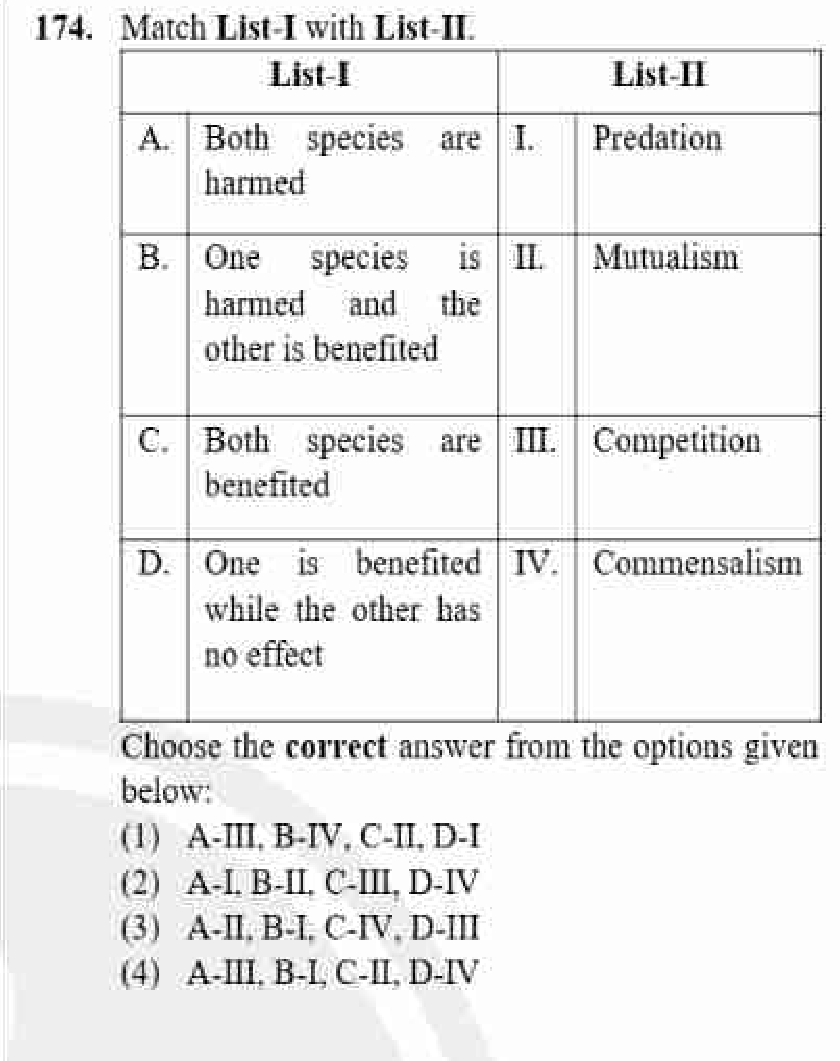 174. Match List-I with List-II.
List-I List-II
A. Both species are I. Predation
harmed
B. One species is II. Mutualism
harmed and the
other is benefited
C. Both species are III. Competition
benefited
D. One is benefited IV. Commensalism
while the other has
no effect
Choose the correct answer from the options given
below:
(1) A-III, B-IV, C-II, D-I
(2) A-I, B-II, C-III, D-IV
(3) A-II, B-I, C-IV, D-III
(4) A-III, B-I, C-II, D-IV